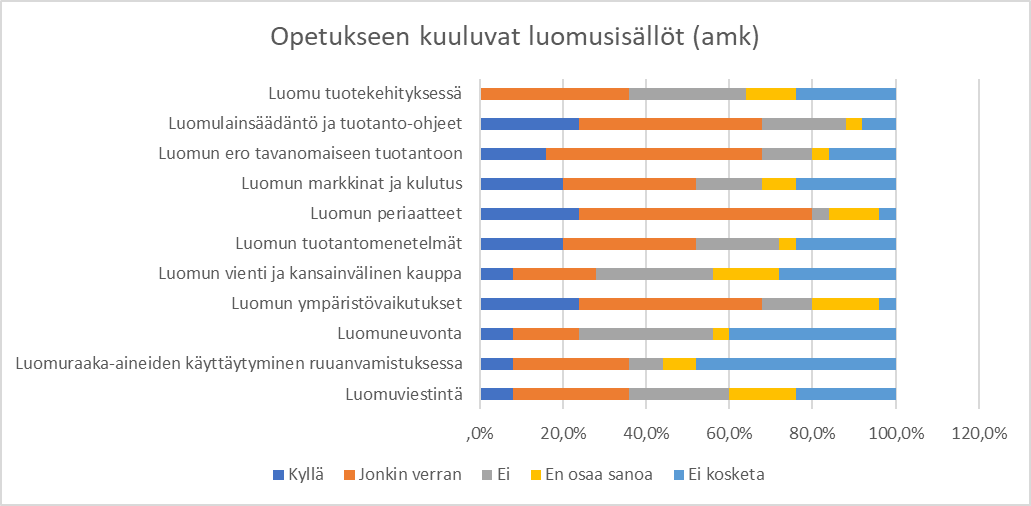 Opetukseen kuuluvat luomusisällöt (amk)
Luomu tuotekehityksessä
Luomulainsäädäntö ja tuotanto-ohjeet
Luomun ero tavanomaiseen tuotantoon
Luomun markkinat ja kulutus
Luomun periaatteet
Luomun tuotantomenetelmät
Luomun vienti ja kansainvälinen kauppa
Luomun ympäristövaikutukset
Luomuneuvonta
Luomuraaka-aineiden käyttäytyminen ruuanvamistuksessa
Luomuviestintä
,0% 20,0% 40,0% 60,0% 80,0% 100,0% 120,0%
Kyllä Jonkin verran Ei En osaa sanoa Ei kosketa